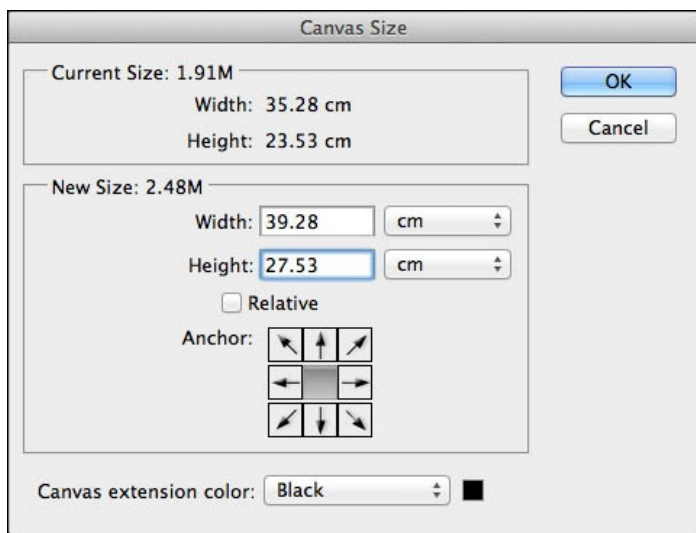 Canvas Size
Current Size: 1.91M
Width: 35.28 cm
Height: 23.53 cm
OK
Cancel
New Size: 2.48M
Width: 39.28 cm
Height: 27.53 cm
Relative
Anchor:
Canvas extension color: Black